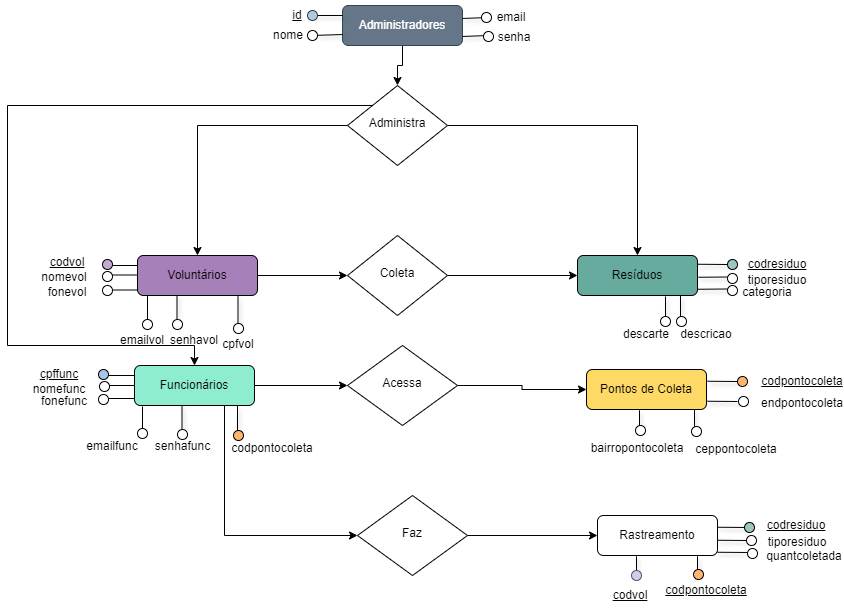 id
Administradores
email
nome
senha
Administra
codvol
nomevol
fonevol
Voluntários
Coleta
Resíduos
codresiduo
tiporesiduo
categoria
emailvol
senhavol
cpfvol
descarte
descricao
cpffunc
nomefunc
fonefunc
Funcionários
Acessa
Pontos de Coleta
codpontocoleta
endpontocoleta
emailfunc
senhafunc
codpontocoleta
bairropontocoleta
ceppontocoleta
Faz
Rastreamento
codresiduo
tiporesiduo
quantcoletada
codvol
codpontocoleta